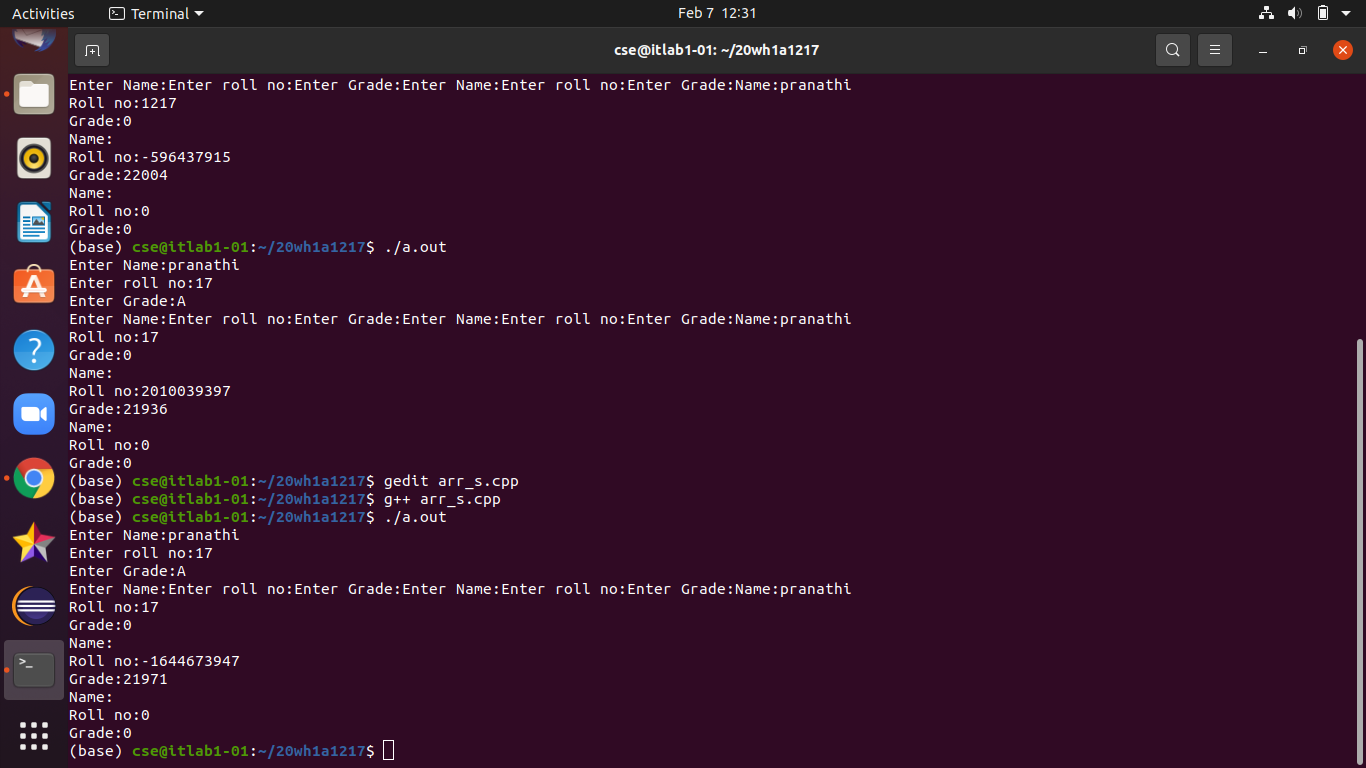 Activities
Terminal
Feb 7 12:31
cse@itlab1-01: ~/20wh1a1217
Enter Name:Enter roll no:Enter Grade:Enter Name:Enter roll no:Enter Grade:Name:pranathi
Roll no:1217
Grade:0
Name:
Roll no:-596437915
Grade:22004
Name:
Roll no:0
Grade:0
(base) cse@itlab1-01:~/20wh1a1217$ ./a.out
Enter Name:pranathi
Enter roll no:17
Enter Grade:A
Enter Name:Enter roll no:Enter Grade:Enter Name:Enter roll no:Enter Grade:Name:pranathi
Roll no:17
Grade:0
Name:
Roll no:2010039397
Grade:21936
Name:
Roll no:0
Grade:0
(base) cse@itlab1-01:~/20wh1a1217$ gedit arr_s.cpp
(base) cse@itlab1-01:~/20wh1a1217$ g++ arr_s.cpp
(base) cse@itlab1-01:~/20wh1a1217$ ./a.out
Enter Name:pranathi
Enter roll no:17
Enter Grade:A
Enter Name:Enter roll no:Enter Grade:Enter Name:Enter roll no:Enter Grade:Name:pranathi
Roll no:17
Grade:0
Name:
Roll no:-1644673947
Grade:21971
Name:
Roll no:0
Grade:0
(base) cse@itlab1-01:~/20wh1a1217$